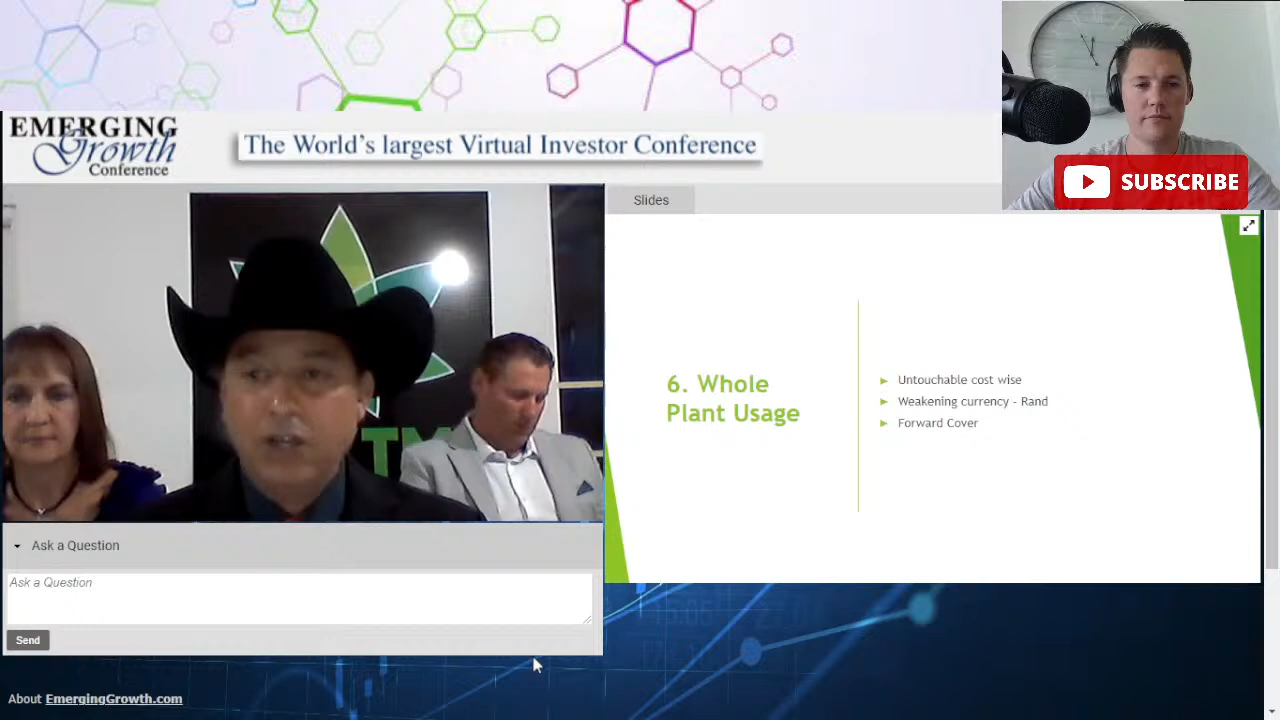 EMERGING
Growth
Conference
The World's largest Virtual Investor Conference
SUBSCRIBE
Slides
TM
6. Whole
Plant Usage
► Untouchable cost wise
► Weakening currency - Rand
► Forward Cover
Ask a Question
Ask a Question
Send
About EmergingGrowth.com